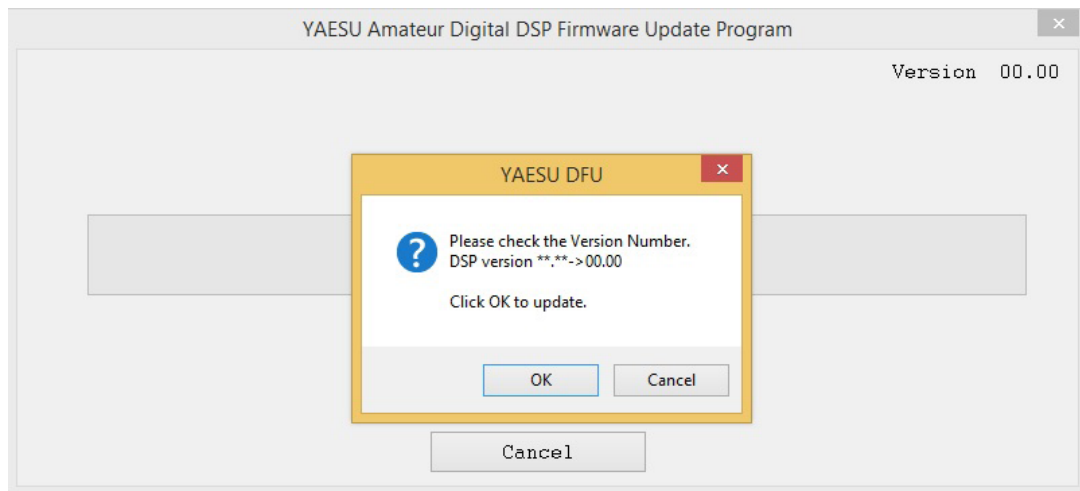 YAESU Amateur Digital DSP Firmware Update Program
Version 00.00
YAESU DFU
Please check the Version Number.
DSP version **.**->00.00
Click OK to update.
OK
Cancel
Cancel